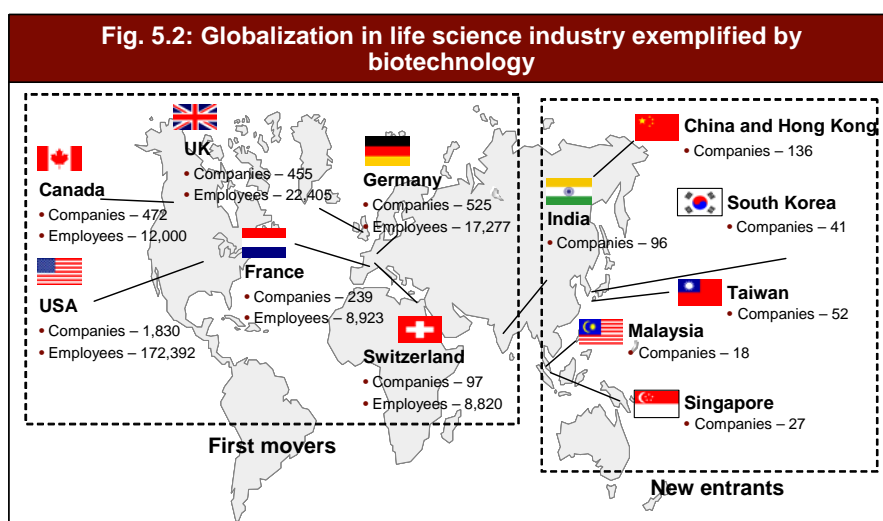 Fig. 5.2: Globalization in life science industry exemplified by
biotechnology
UK
• Companies – 455
• Employees – 22,405
Canada
• Companies – 472
• Employees – 12,000
USA
• Companies – 1,830
• Employees – 172,392
France
• Companies – 239
• Employees – 8,923
Germany
• Companies – 525
• Employees – 17,277
Switzerland
• Companies – 97
• Employees – 8,820
First movers
China and Hong Kong
• Companies – 136
India
• Companies – 96
South Korea
• Companies – 41
Taiwan
• Companies – 52
Malaysia
• Companies – 18
Singapore
• Companies – 27
New entrants